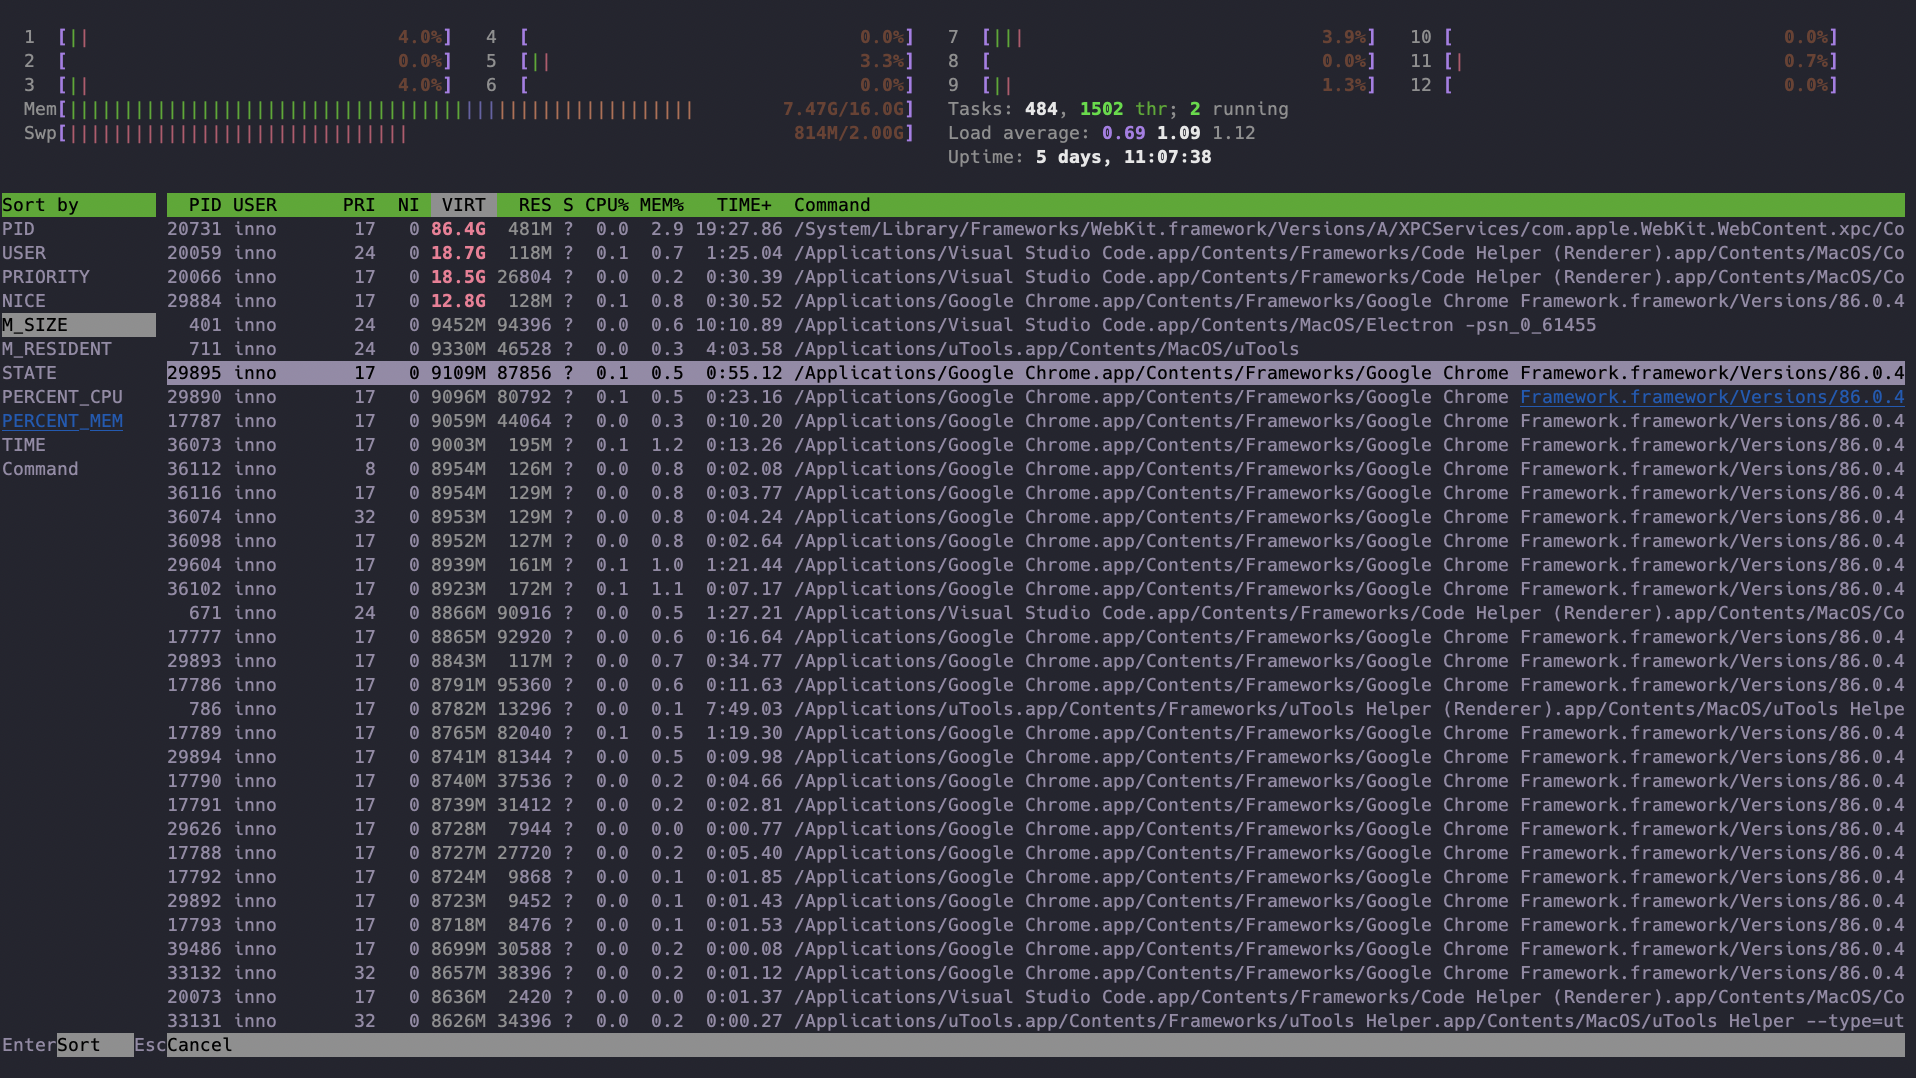 1 [|| 4.0%] 4 [ 0.0%] 7 [||| 3.9%] 10 [ 0.0%]
2 [ 0.0%] 5 [|| 3.3%] 8 [ 0.0%] 11 [| 0.7%]
3 [|| 4.0%] 6 [ 0.0%] 9 [|| 1.3%] 12 [ 0.0%]
Mem[||||||||||||||||||||||||||||||||||||||||||||||||||||||||| 7.47G/16.0G] Tasks: 484, 1502 thr; 2 running
Swp[||||||||||||||||||||||||||||||| 814M/2.00G] Load average: 0.69 1.09 1.12
Uptime: 5 days, 11:07:38
Sort by PID USER PRI NI VIRT RES S CPU% MEM% TIME+ Command
PID 20731 inno 17 0 86.4G 481M ? 0.0 2.9 19:27.86 /System/Library/Frameworks/WebKit.framework/Versions/A/XPCServices/com.apple.WebKit.WebContent.xpc/Co
USER 20059 inno 24 0 18.7G 118M ? 0.1 0.7 1:25.04 /Applications/Visual Studio Code.app/Contents/Frameworks/Code Helper (Renderer).app/Contents/MacOS/Co
PRIORITY 20066 inno 17 0 18.5G 26804 ? 0.0 0.2 0:30.39 /Applications/Visual Studio Code.app/Contents/Frameworks/Code Helper (Renderer).app/Contents/MacOS/Co
NICE 29884 inno 17 0 12.8G 128M ? 0.1 0.8 0:30.52 /Applications/Google Chrome.app/Contents/Frameworks/Google Chrome Framework.framework/Versions/86.0.4
M_SIZE 401 inno 24 0 9452M 94396 ? 0.0 0.6 10:10.89 /Applications/Visual Studio Code.app/Contents/MacOS/Electron -psn_0_61455
M_RESIDENT 711 inno 24 0 9330M 46528 ? 0.0 0.3 4:03.58 /Applications/uTools.app/Contents/MacOS/uTools
STATE 29895 inno 17 0 9109M 87856 ? 0.1 0.5 0:55.12 /Applications/Google Chrome.app/Contents/Frameworks/Google Chrome Framework.framework/Versions/86.0.4
PERCENT_CPU 29890 inno 17 0 9096M 80792 ? 0.1 0.5 0:23.16 /Applications/Google Chrome.app/Contents/Frameworks/Google Chrome Framework.framework/Versions/86.0.4
PERCENT_MEM 17787 inno 17 0 9059M 44064 ? 0.0 0.3 0:10.20 /Applications/Google Chrome.app/Contents/Frameworks/Google Chrome Framework.framework/Versions/86.0.4
TIME 36073 inno 17 0 9003M 195M ? 0.1 1.2 0:13.26 /Applications/Google Chrome.app/Contents/Frameworks/Google Chrome Framework.framework/Versions/86.0.4
Command 36112 inno 8 0 8954M 126M ? 0.0 0.8 0:02.08 /Applications/Google Chrome.app/Contents/Frameworks/Google Chrome Framework.framework/Versions/86.0.4
36116 inno 17 0 8954M 129M ? 0.0 0.8 0:03.77 /Applications/Google Chrome.app/Contents/Frameworks/Google Chrome Framework.framework/Versions/86.0.4
36074 inno 32 0 8953M 129M ? 0.0 0.8 0:04.24 /Applications/Google Chrome.app/Contents/Frameworks/Google Chrome Framework.framework/Versions/86.0.4
36098 inno 17 0 8952M 127M ? 0.0 0.8 0:02.64 /Applications/Google Chrome.app/Contents/Frameworks/Google Chrome Framework.framework/Versions/86.0.4
29604 inno 17 0 8939M 161M ? 0.1 1.0 1:21.44 /Applications/Google Chrome.app/Contents/Frameworks/Google Chrome Framework.framework/Versions/86.0.4
36102 inno 17 0 8923M 172M ? 0.1 1.1 0:07.17 /Applications/Google Chrome.app/Contents/Frameworks/Google Chrome Framework.framework/Versions/86.0.4
671 inno 24 0 8866M 90916 ? 0.0 0.5 1:27.21 /Applications/Visual Studio Code.app/Contents/Frameworks/Code Helper (Renderer).app/Contents/MacOS/Co
17777 inno 17 0 8865M 92920 ? 0.0 0.6 0:16.64 /Applications/Google Chrome.app/Contents/Frameworks/Google Chrome Framework.framework/Versions/86.0.4
29893 inno 17 0 8843M 117M ? 0.0 0.7 0:34.77 /Applications/Google Chrome.app/Contents/Frameworks/Google Chrome Framework.framework/Versions/86.0.4
17786 inno 17 0 8791M 95360 ? 0.0 0.6 0:11.63 /Applications/Google Chrome.app/Contents/Frameworks/Google Chrome Framework.framework/Versions/86.0.4
786 inno 17 0 8782M 13296 ? 0.0 0.1 7:49.03 /Applications/uTools.app/Contents/Frameworks/uTools Helper (Renderer).app/Contents/MacOS/uTools Helpe
17789 inno 17 0 8765M 82040 ? 0.1 0.5 1:19.30 /Applications/Google Chrome.app/Contents/Frameworks/Google Chrome Framework.framework/Versions/86.0.4
29894 inno 17 0 8741M 81344 ? 0.0 0.5 0:09.98 /Applications/Google Chrome.app/Contents/Frameworks/Google Chrome Framework.framework/Versions/86.0.4
17790 inno 17 0 8740M 37536 ? 0.0 0.2 0:04.66 /Applications/Google Chrome.app/Contents/Frameworks/Google Chrome Framework.framework/Versions/86.0.4
17791 inno 17 0 8739M 31412 ? 0.0 0.2 0:02.81 /Applications/Google Chrome.app/Contents/Frameworks/Google Chrome Framework.framework/Versions/86.0.4
29626 inno 17 0 8728M 7944 ? 0.0 0.0 0:00.77 /Applications/Google Chrome.app/Contents/Frameworks/Google Chrome Framework.framework/Versions/86.0.4
17788 inno 17 0 8727M 27720 ? 0.0 0.2 0:05.40 /Applications/Google Chrome.app/Contents/Frameworks/Google Chrome Framework.framework/Versions/86.0.4
17792 inno 17 0 8724M 9868 ? 0.0 0.1 0:01.85 /Applications/Google Chrome.app/Contents/Frameworks/Google Chrome Framework.framework/Versions/86.0.4
29892 inno 17 0 8723M 9452 ? 0.0 0.1 0:01.43 /Applications/Google Chrome.app/Contents/Frameworks/Google Chrome Framework.framework/Versions/86.0.4
17793 inno 17 0 8718M 8476 ? 0.0 0.1 0:01.53 /Applications/Google Chrome.app/Contents/Frameworks/Google Chrome Framework.framework/Versions/86.0.4
39486 inno 17 0 8699M 30588 ? 0.0 0.2 0:00.08 /Applications/Google Chrome.app/Contents/Frameworks/Google Chrome Framework.framework/Versions/86.0.4
33132 inno 32 0 8657M 38396 ? 0.0 0.2 0:01.12 /Applications/Google Chrome.app/Contents/Frameworks/Google Chrome Framework.framework/Versions/86.0.4
20073 inno 17 0 8636M 2420 ? 0.0 0.0 0:01.37 /Applications/Visual Studio Code.app/Contents/Frameworks/Code Helper (Renderer).app/Contents/MacOS/Co
33131 inno 32 0 8626M 34396 ? 0.0 0.2 0:00.27 /Applications/uTools.app/Contents/Frameworks/uTools Helper.app/Contents/MacOS/uTools Helper --type=ut
EnterSort EscCancel